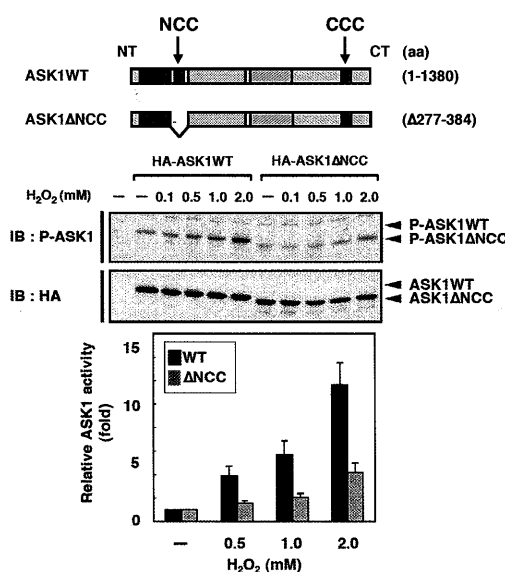 NCC CCC
NT CT (aa)
ASK1WT (1-1380)
ASK1ΔNCC (Δ277-384)
HA-ASK1WT HA-ASK1ΔNCC
H2O2 (mM) — — 0.1 0.5 1.0 2.0 — 0.1 0.5 1.0 2.0
IB : P-ASK1
P-ASK1WT
P-ASK1ΔNCC
IB : HA
ASK1WT
ASK1ΔNCC
Relative ASK1 activity
(fold)
15
10
5
0
WT
ΔNCC
— 0.5 1.0 2.0
H2O2 (mM)